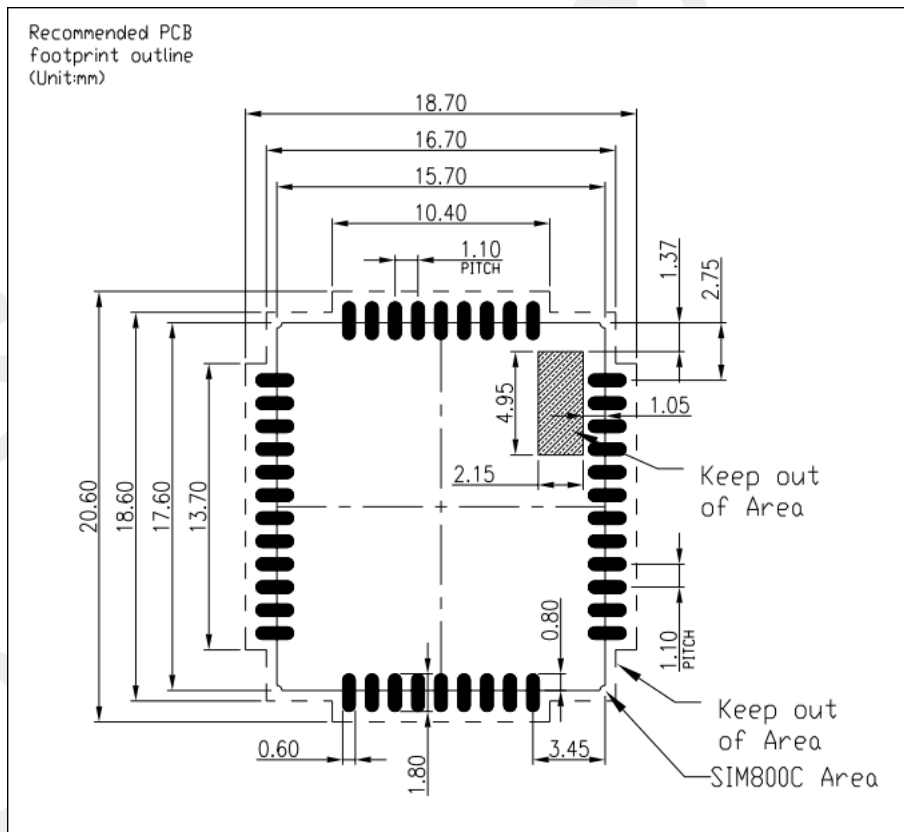 Recommended PCB
footprint outline
(Unit:mm)
18.70
16.70
15.70
10.40
1.10
PITCH
1.37
2.75
4.95
1.05
2.15
Keep out
of Area
20.60
18.60
17.60
13.70
0.80
1.10
PITCH
0.60
1.80
3.45
Keep out
of Area
SIM800C Area